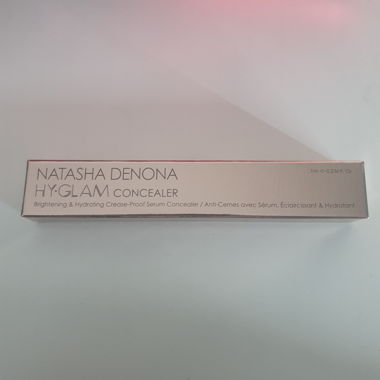 NATASHA DENONA
HY-GLAM CONCEALER
Brightening & Hydrating Crease-Proof Serum Concealer / Anti-Cernes avec Sérum, Éclaircissant & Hydratant